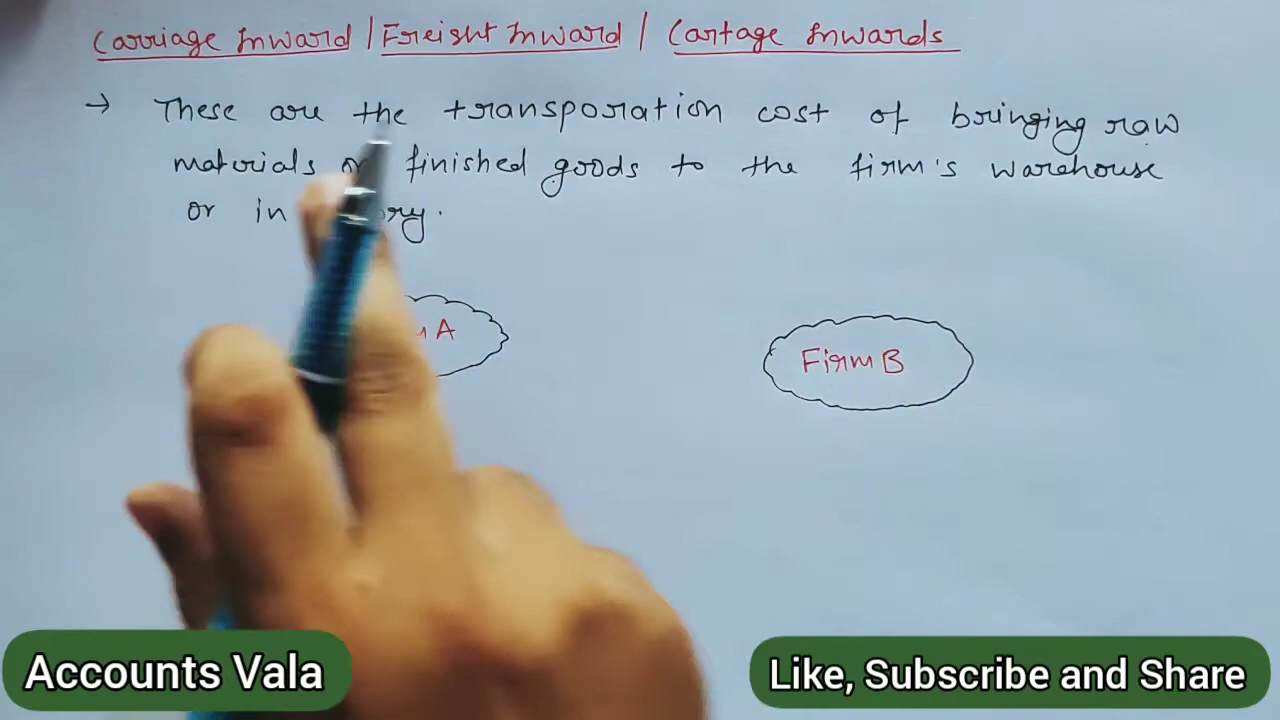 Carriage Inward / Freight Inward / Cartage Inwards
→ These are the transporation cost of bringing raw
materials or finished goods to the firm's warehouse
or in
A
Firm B
Accounts Vala
Like, Subscribe and Share